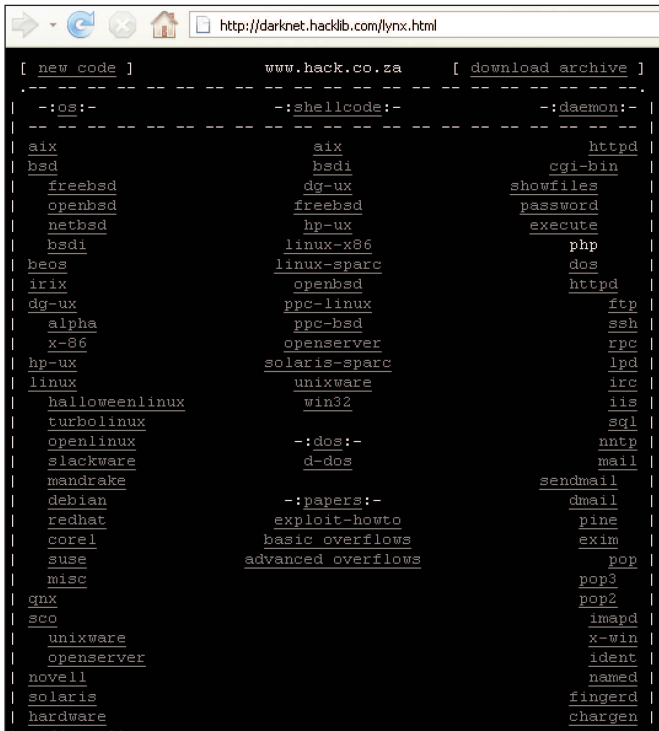 http://darknet.hacklib.com/lynx.html
[ new code ] www.hack.co.za [ download archive ]
.-- -- -- -- -- -- -- -- -- -- -- -- -- -- -- -- -- -- -- -- --.
| -:os:- -:shellcode:- -:daemon:- |
| -- -- -- -- -- -- -- -- -- -- -- -- -- -- -- -- -- -- -- -- -- |
| aix aix httpd |
| bsd bsdi cgi-bin |
| freebsd dg-ux showfiles |
| openbsd freebsd password |
| netbsd hp-ux execute |
| bsdi linux-x86 php |
| beos linux-sparc dos |
| irix openbsd httpd |
| dg-ux ppc-linux ftp |
| alpha ppc-bsd ssh |
| x-86 openserver rpc |
| hp-ux solaris-sparc lpd |
| linux unixware irc |
| halloweenlinux win32 iis |
| turbolinux sql |
| openlinux -:dos:- nntp |
| slackware d-dos mail |
| mandrake sendmail |
| debian -:papers:- dmail |
| redhat exploit-howto pine |
| corel basic overflows exim |
| suse advanced overflows pop |
| misc pop3 |
| qnx pop2 |
| sco imapd |
| unixware x-win |
| openserver ident |
| novell named |
| solaris fingerd |
| hardware chargen |